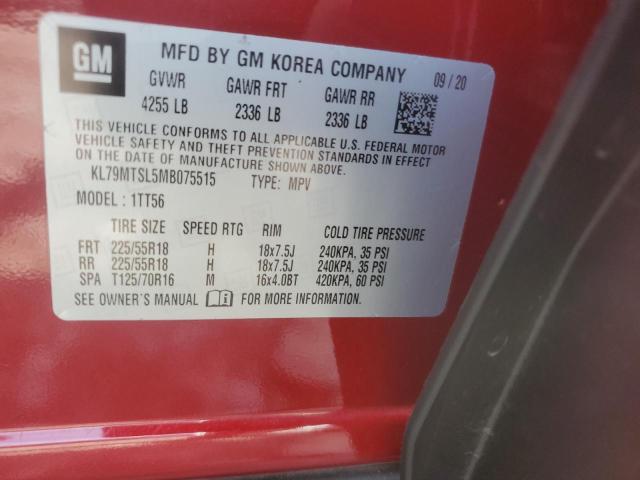 GM
MFD BY GM KOREA COMPANY 09/20
GVWR GAWR FRT GAWR RR
4255 LB 2336 LB 2336 LB
THIS VEHICLE CONFORMS TO ALL APPLICABLE U.S. FEDERAL MOTOR
VEHICLE SAFETY AND THEFT PREVENTION STANDARDS IN EFFECT
ON THE DATE OF MANUFACTURE SHOWN ABOVE.
KL79MTSL5MB075515 TYPE: MPV
MODEL: 1TT56
TIRE SIZE SPEED RTG RIM COLD TIRE PRESSURE
FRT 225/55R18 H 18x7.5J 240KPA, 35 PSI
RR 225/55R18 H 18x7.5J 240KPA, 35 PSI
SPA T125/70R16 M 16x4.0BT 420KPA, 60 PSI
SEE OWNER'S MANUAL FOR MORE INFORMATION.